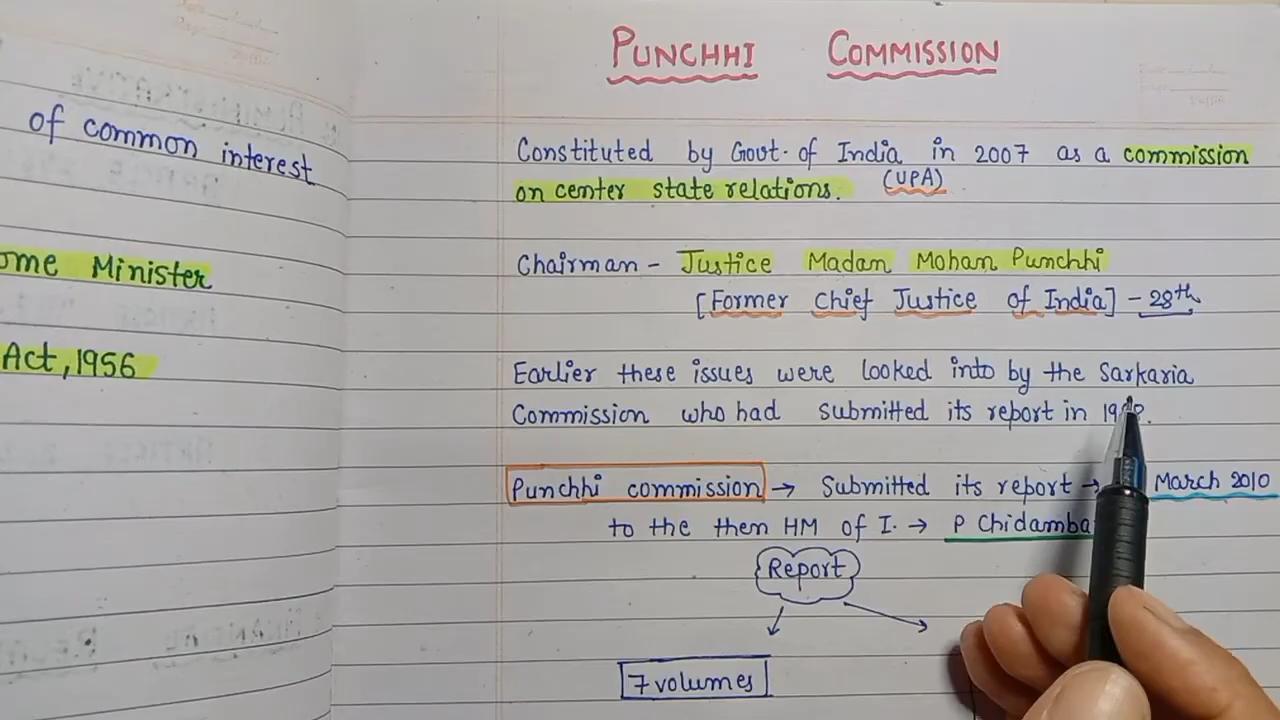 of common interest
ome Minister
Act, 1956
PUNCHHI COMMISSION
Constituted by Govt. of India in 2007 as a commission
on center state relations. (UPA)
Chairman - Justice Madan Mohan Punchhi
[Former Chief Justice of India] - 28th
Earlier these issues were looked into by the Sarkaria
Commission who had submitted its report in
Punchhi commission → Submitted its report → March 2010
to the then HM of I. → P Chidamba
Report
7 volumes